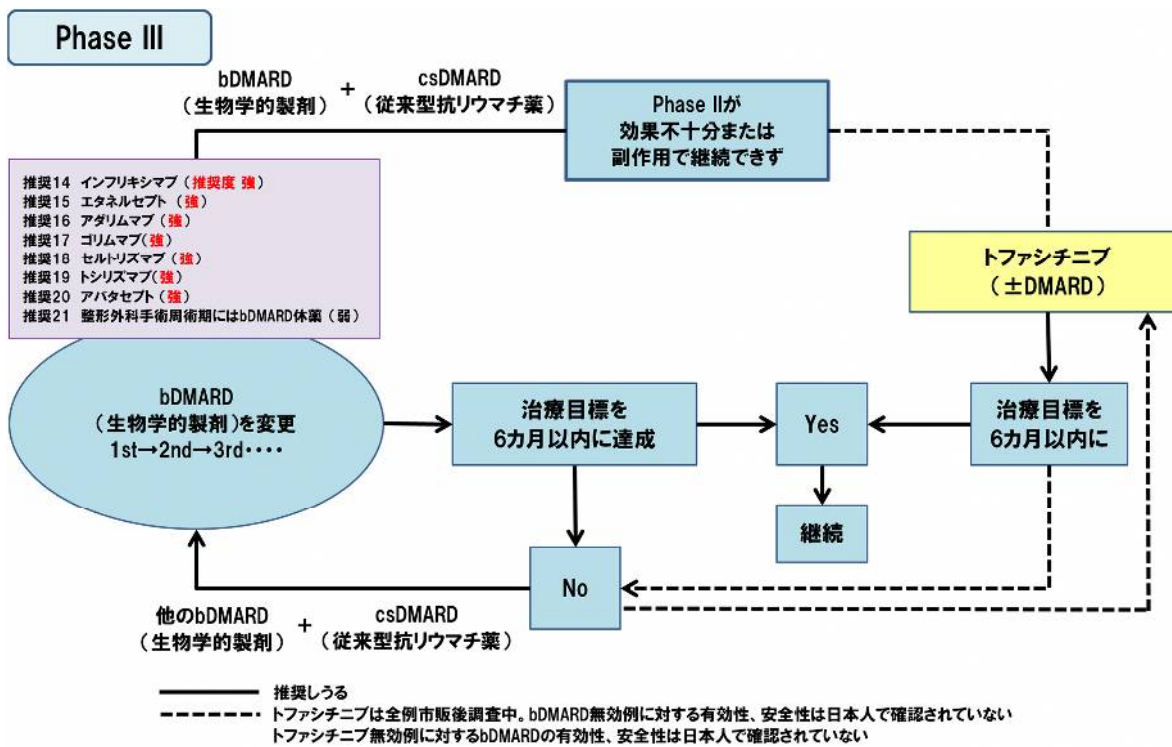 Phase III
bDMARD
（生物学的製剤）
+
csDMARD
（従来型抗リウマチ薬）
Phase IIが
効果不十分または
副作用で継続できず
推奨14 インフリキシマブ（推奨度 強）
推奨15 エタネルセプト（強）
推奨16 アダリムマブ（強）
推奨17 ゴリムマブ（強）
推奨18 セルトリズマブ（強）
推奨19 トシリズマブ（強）
推奨20 アバタセプト（強）
推奨21 整形外科手術周術期にはbDMARD休薬（弱）
トファシチニブ
（±DMARD）
bDMARD
（生物学的製剤）を変更
1st→2nd→3rd・・・・
治療目標を
6カ月以内に達成
Yes
治療目標を
6カ月以内に
継続
No
他のbDMARD
（生物学的製剤）
+
csDMARD
（従来型抗リウマチ薬）
推奨しうる
トファシチニブは全例市販後調査中。bDMARD無効例に対する有効性、安全性は日本人で確認されていない
トファシチニブ無効例に対するbDMARDの有効性、安全性は日本人で確認されていない